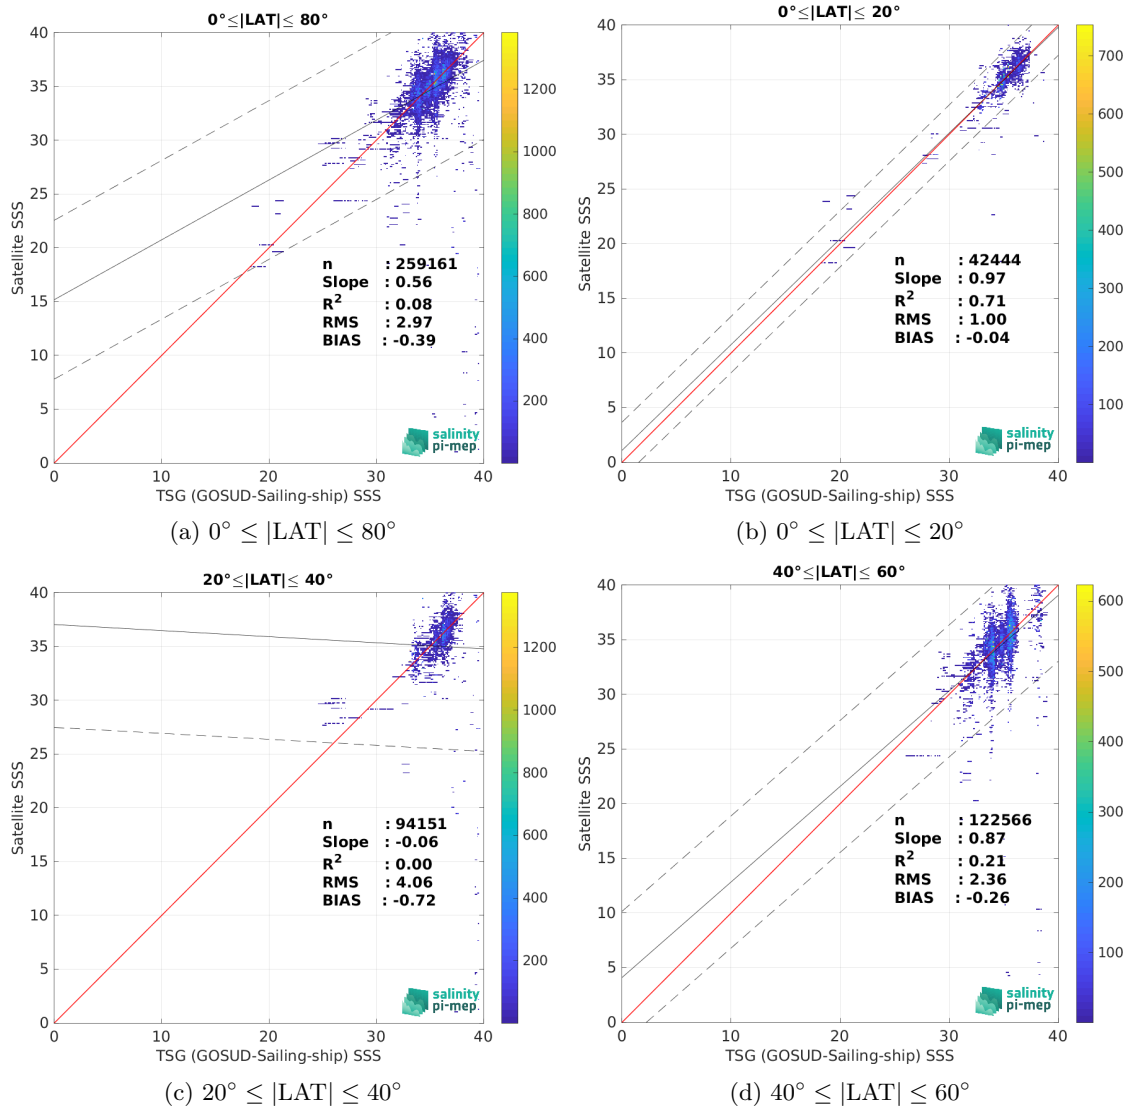 0°≤|LAT|≤ 80°
40
35
30
25
20
15
10
5
0
Satellite SSS
0
10
20
30
40
TSG (GOSUD-Sailing-ship) SSS
n : 259161
Slope : 0.56
R² : 0.08
RMS : 2.97
BIAS : -0.39
salinity
pi-mep
1200
1000
800
600
400
200
(a) 0° ≤ |LAT| ≤ 80°
0°≤|LAT|≤ 20°
40
35
30
25
20
15
10
5
0
Satellite SSS
0
10
20
30
40
TSG (GOSUD-Sailing-ship) SSS
n : 42444
Slope : 0.97
R² : 0.71
RMS : 1.00
BIAS : -0.04
salinity
pi-mep
700
600
500
400
300
200
100
(b) 0° ≤ |LAT| ≤ 20°
20°≤|LAT|≤ 40°
40
35
30
25
20
15
10
5
0
Satellite SSS
0
10
20
30
40
TSG (GOSUD-Sailing-ship) SSS
n : 94151
Slope : -0.06
R² : 0.00
RMS : 4.06
BIAS : -0.72
salinity
pi-mep
1200
1000
800
600
400
200
(c) 20° ≤ |LAT| ≤ 40°
40°≤|LAT|≤ 60°
40
35
30
25
20
15
10
5
0
Satellite SSS
0
10
20
30
40
TSG (GOSUD-Sailing-ship) SSS
n : 122566
Slope : 0.87
R² : 0.21
RMS : 2.36
BIAS : -0.26
salinity
pi-mep
600
500
400
300
200
100
(d) 40° ≤ |LAT| ≤ 60°